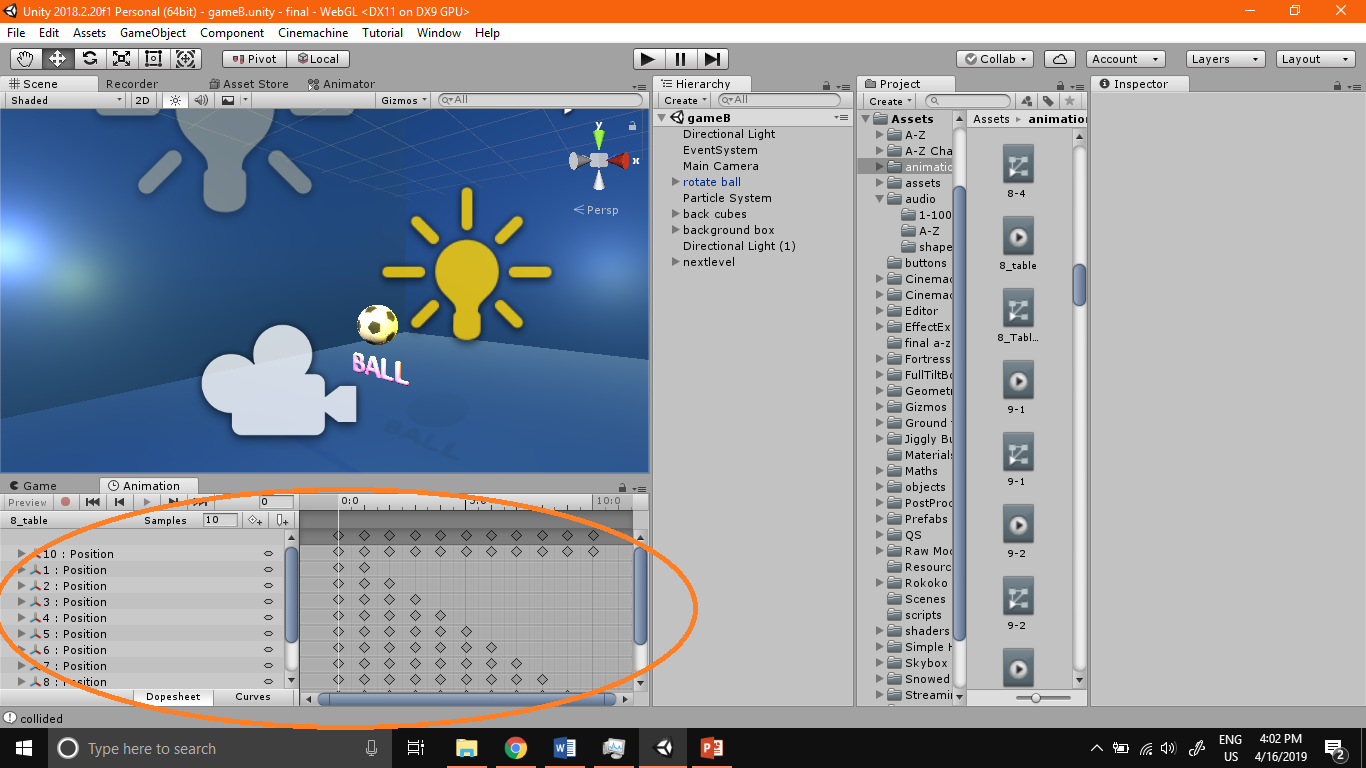 Unity 2018.2.20f1 Personal (64bit) - gameB.unity - final - WebGL <DX11 on DX9 GPU>
File Edit Assets GameObject Component Cinemachine Tutorial Window Help
Pivot Local Collab Account Layers Layout
Scene Recorder Asset Store Animator
Shaded 2D Gizmos All
y
x
Persp
BALL
Hierarchy
Create All
gameB
Directional Light
EventSystem
Main Camera
rotate ball
Particle System
back cubes
background box
Directional Light (1)
nextlevel
Project
Create
Assets
A-Z
A-Z Cha
animatio
assets
audio
1-100
A-Z
shape
buttons
Cinemac
Cinemac
Editor
EffectEx
final a-z
Fortress
FullTiltBo
Geometr
Gizmos
Ground
Jiggly Bu
Materials
Maths
objects
PostProc
Prefabs
QS
Raw Mod
Resourc
Rokoko
Scenes
scripts
shaders
Simple H
Skybox
Snowed
Streamin
Assets animation
8-4
8_table
8_Tabl...
9-1
9-1
9-2
9-2
Inspector
Game Animation
Preview 0 0:0 5:0 10:0
8_table Samples 10
10 : Position
1 : Position
2 : Position
3 : Position
4 : Position
5 : Position
6 : Position
7 : Position
8 : Position
Dopesheet Curves
collided
Type here to search
ENG
US
4:02 PM
4/16/2019
2